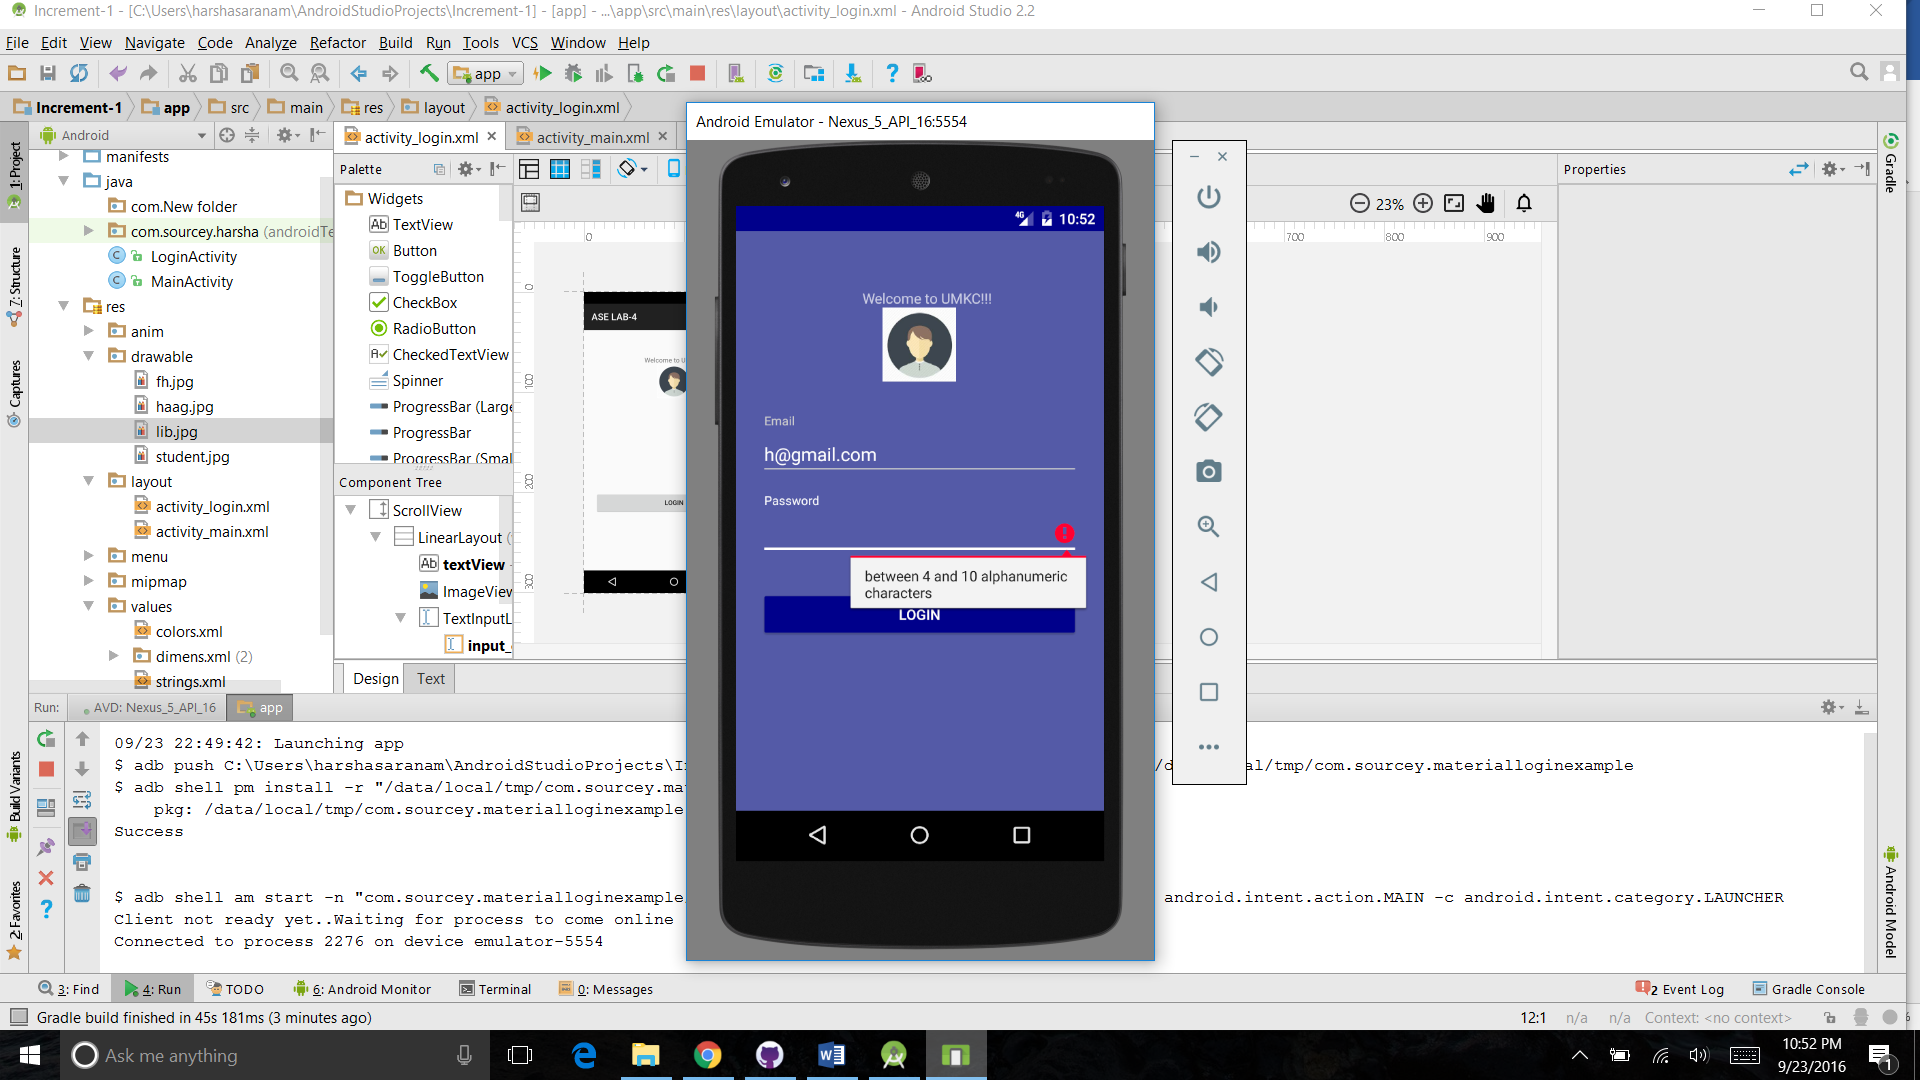 Increment-1 - [C:\Users\harshasaranam\AndroidStudioProjects\Increment-1] - [app] - ...\app\src\main\res\layout\activity_login.xml - Android Studio 2.2
File Edit View Navigate Code Analyze Refactor Build Run Tools VCS Window Help
app
Increment-1 app src main res layout activity_login.xml
Android
activity_login.xml
activity_main.xml
1: Project
7: Structure
Captures
Build Variants
2: Favorites
manifests
java
com.New folder
com.sourcey.harsha (androidTe
LoginActivity
MainActivity
res
anim
drawable
fh.jpg
haag.jpg
lib.jpg
student.jpg
layout
activity_login.xml
activity_main.xml
menu
mipmap
values
colors.xml
dimens.xml (2)
strings.xml
Palette
Widgets
Ab TextView
OK Button
ToggleButton
CheckBox
RadioButton
CheckedTextView
Spinner
ProgressBar (Large
ProgressBar
ProgressBar (Smal
Component Tree
ScrollView
LinearLayout
Ab textView
ImageView
TextInputL
input_
Design Text
0
700 800 900
0
100
200
300
ASE LAB-4
Welcome to U
LOGIN
Android Emulator - Nexus_5_API_16:5554
4G 10:52
Welcome to UMKC!!!
Email
h@gmail.com
Password
between 4 and 10 alphanumeric
characters
LOGIN
23%
Properties
Gradle
Android Model
Run: AVD: Nexus_5_API_16 app
09/23 22:49:42: Launching app
$ adb push C:\Users\harshasaranam\AndroidStudioProjects\In /d al/tmp/com.sourcey.materialloginexample
$ adb shell pm install -r "/data/local/tmp/com.sourcey.ma
pkg: /data/local/tmp/com.sourcey.materialloginexample
Success
$ adb shell am start -n "com.sourcey.materialloginexample android.intent.action.MAIN -c android.intent.category.LAUNCHER
Client not ready yet..Waiting for process to come online
Connected to process 2276 on device emulator-5554
3: Find 4: Run TODO 6: Android Monitor Terminal 0: Messages 2 Event Log Gradle Console
Gradle build finished in 45s 181ms (3 minutes ago) 12:1 n/a n/a Context: <no context>
Ask me anything
10:52 PM
9/23/2016
1